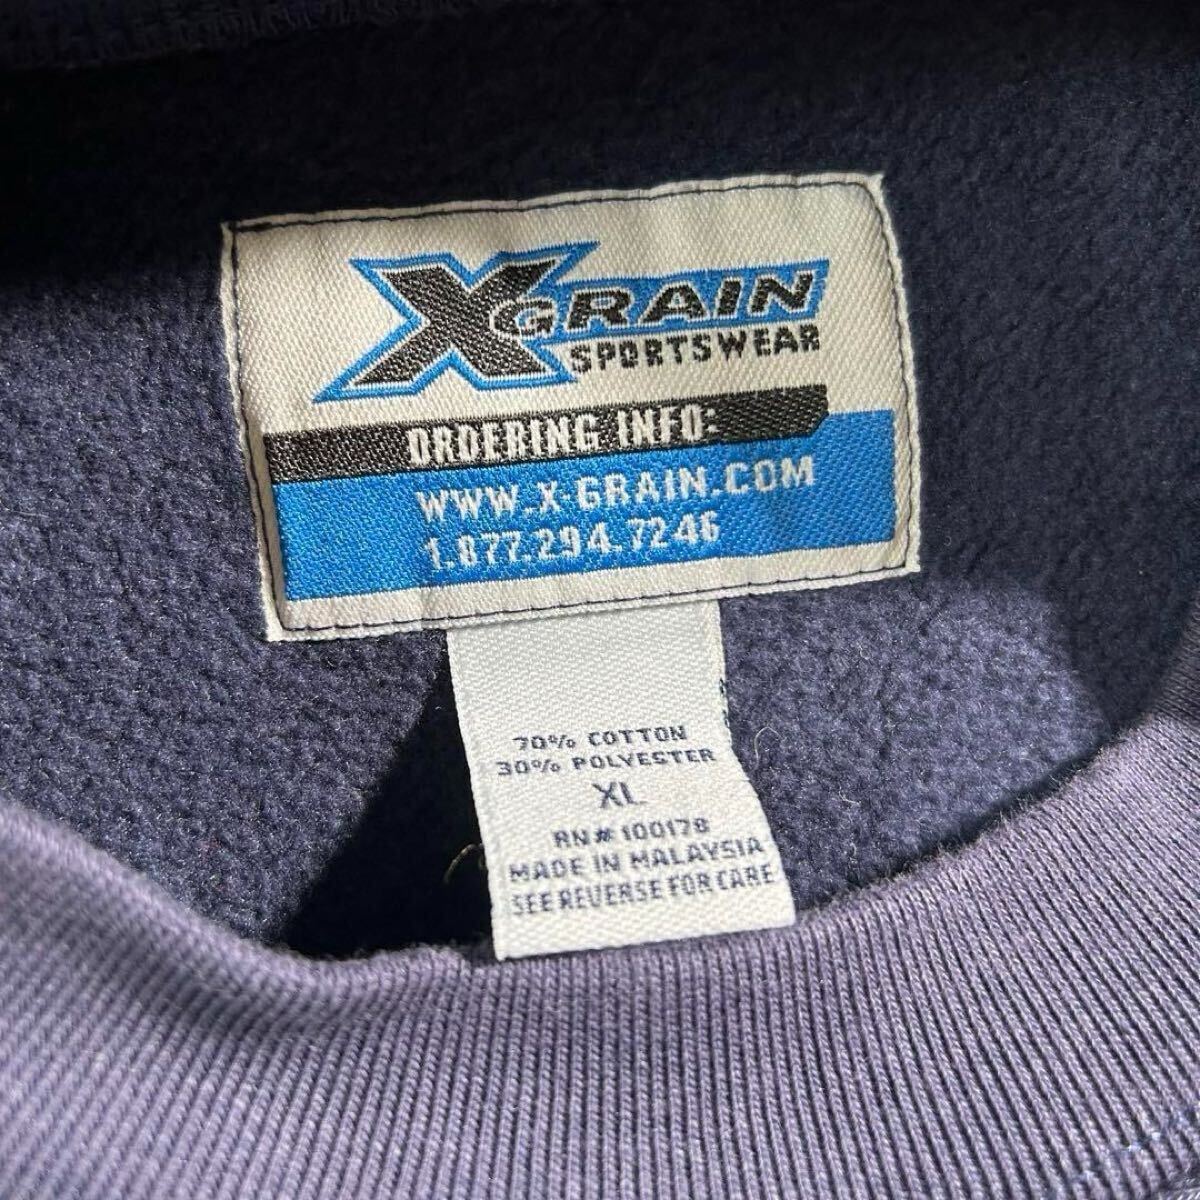 XGRAIN
SPORTSWEAR
ORDERING INFO:
WWW.X-GRAIN.COM
1.877.294.7246
70% COTTON
30% POLYESTER
XL
RN# 100178
MADE IN MALAYSIA
SEE REVERSE FOR CARE